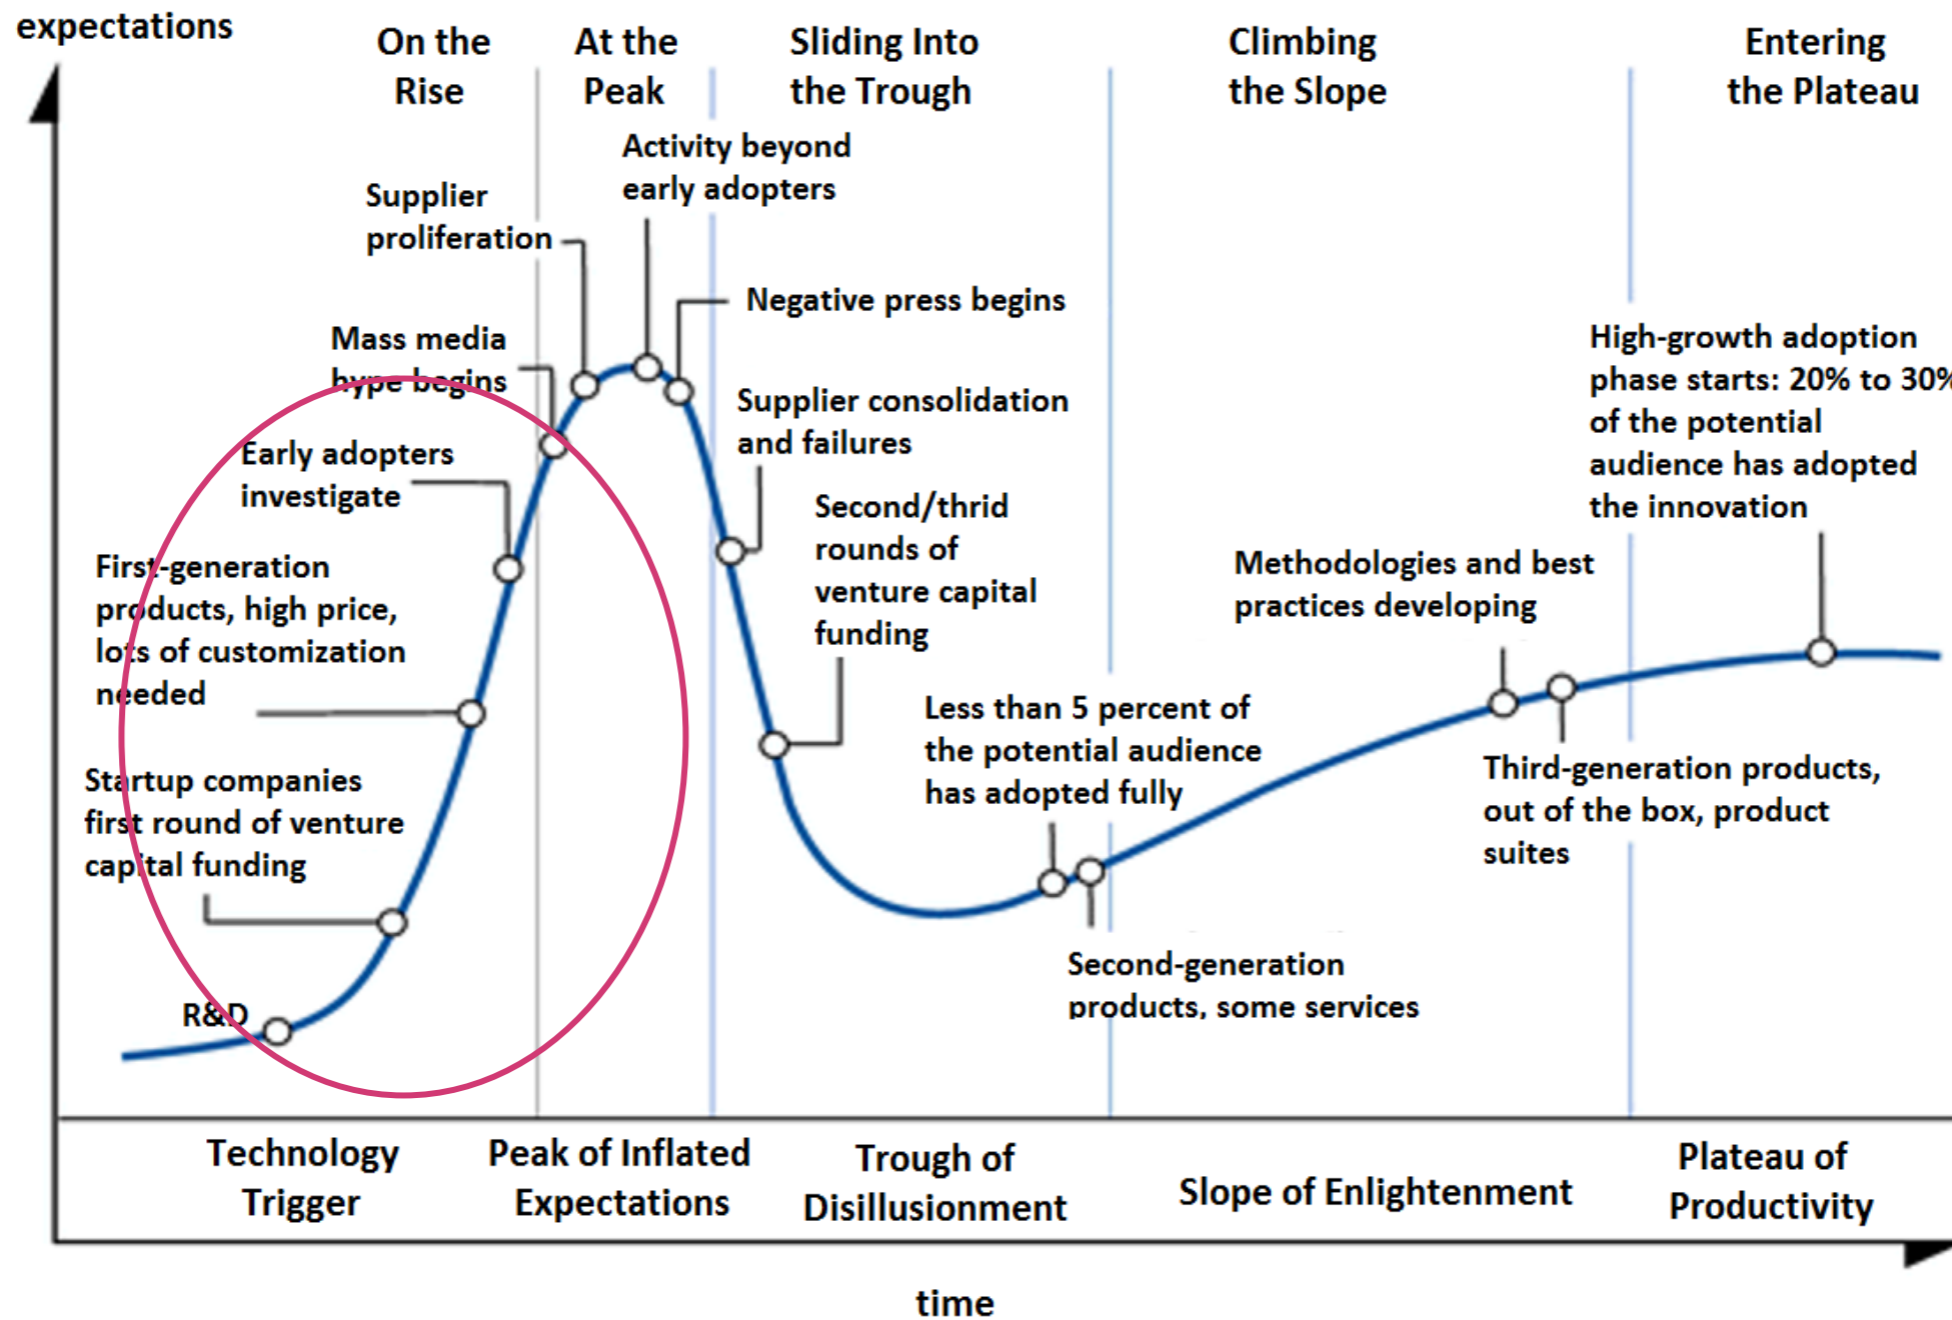 expectations
On the
Rise
At the
Peak
Sliding Into
the Trough
Climbing
the Slope
Entering
the Plateau
Activity beyond
early adopters
Supplier
proliferation
Negative press begins
Mass media
hype begins
Supplier consolidation
and failures
High-growth adoption
phase starts: 20% to 30%
of the potential
audience has adopted
the innovation
Early adopters
investigate
Second/thrid
rounds of
venture capital
funding
First-generation
products, high price,
lots of customization
needed
Methodologies and best
practices developing
Less than 5 percent of
the potential audience
has adopted fully
Startup companies
first round of venture
capital funding
Third-generation products,
out of the box, product
suites
Second-generation
products, some services
R&D
Technology
Trigger
Peak of Inflated
Expectations
Trough of
Disillusionment
Slope of Enlightenment
Plateau of
Productivity
time